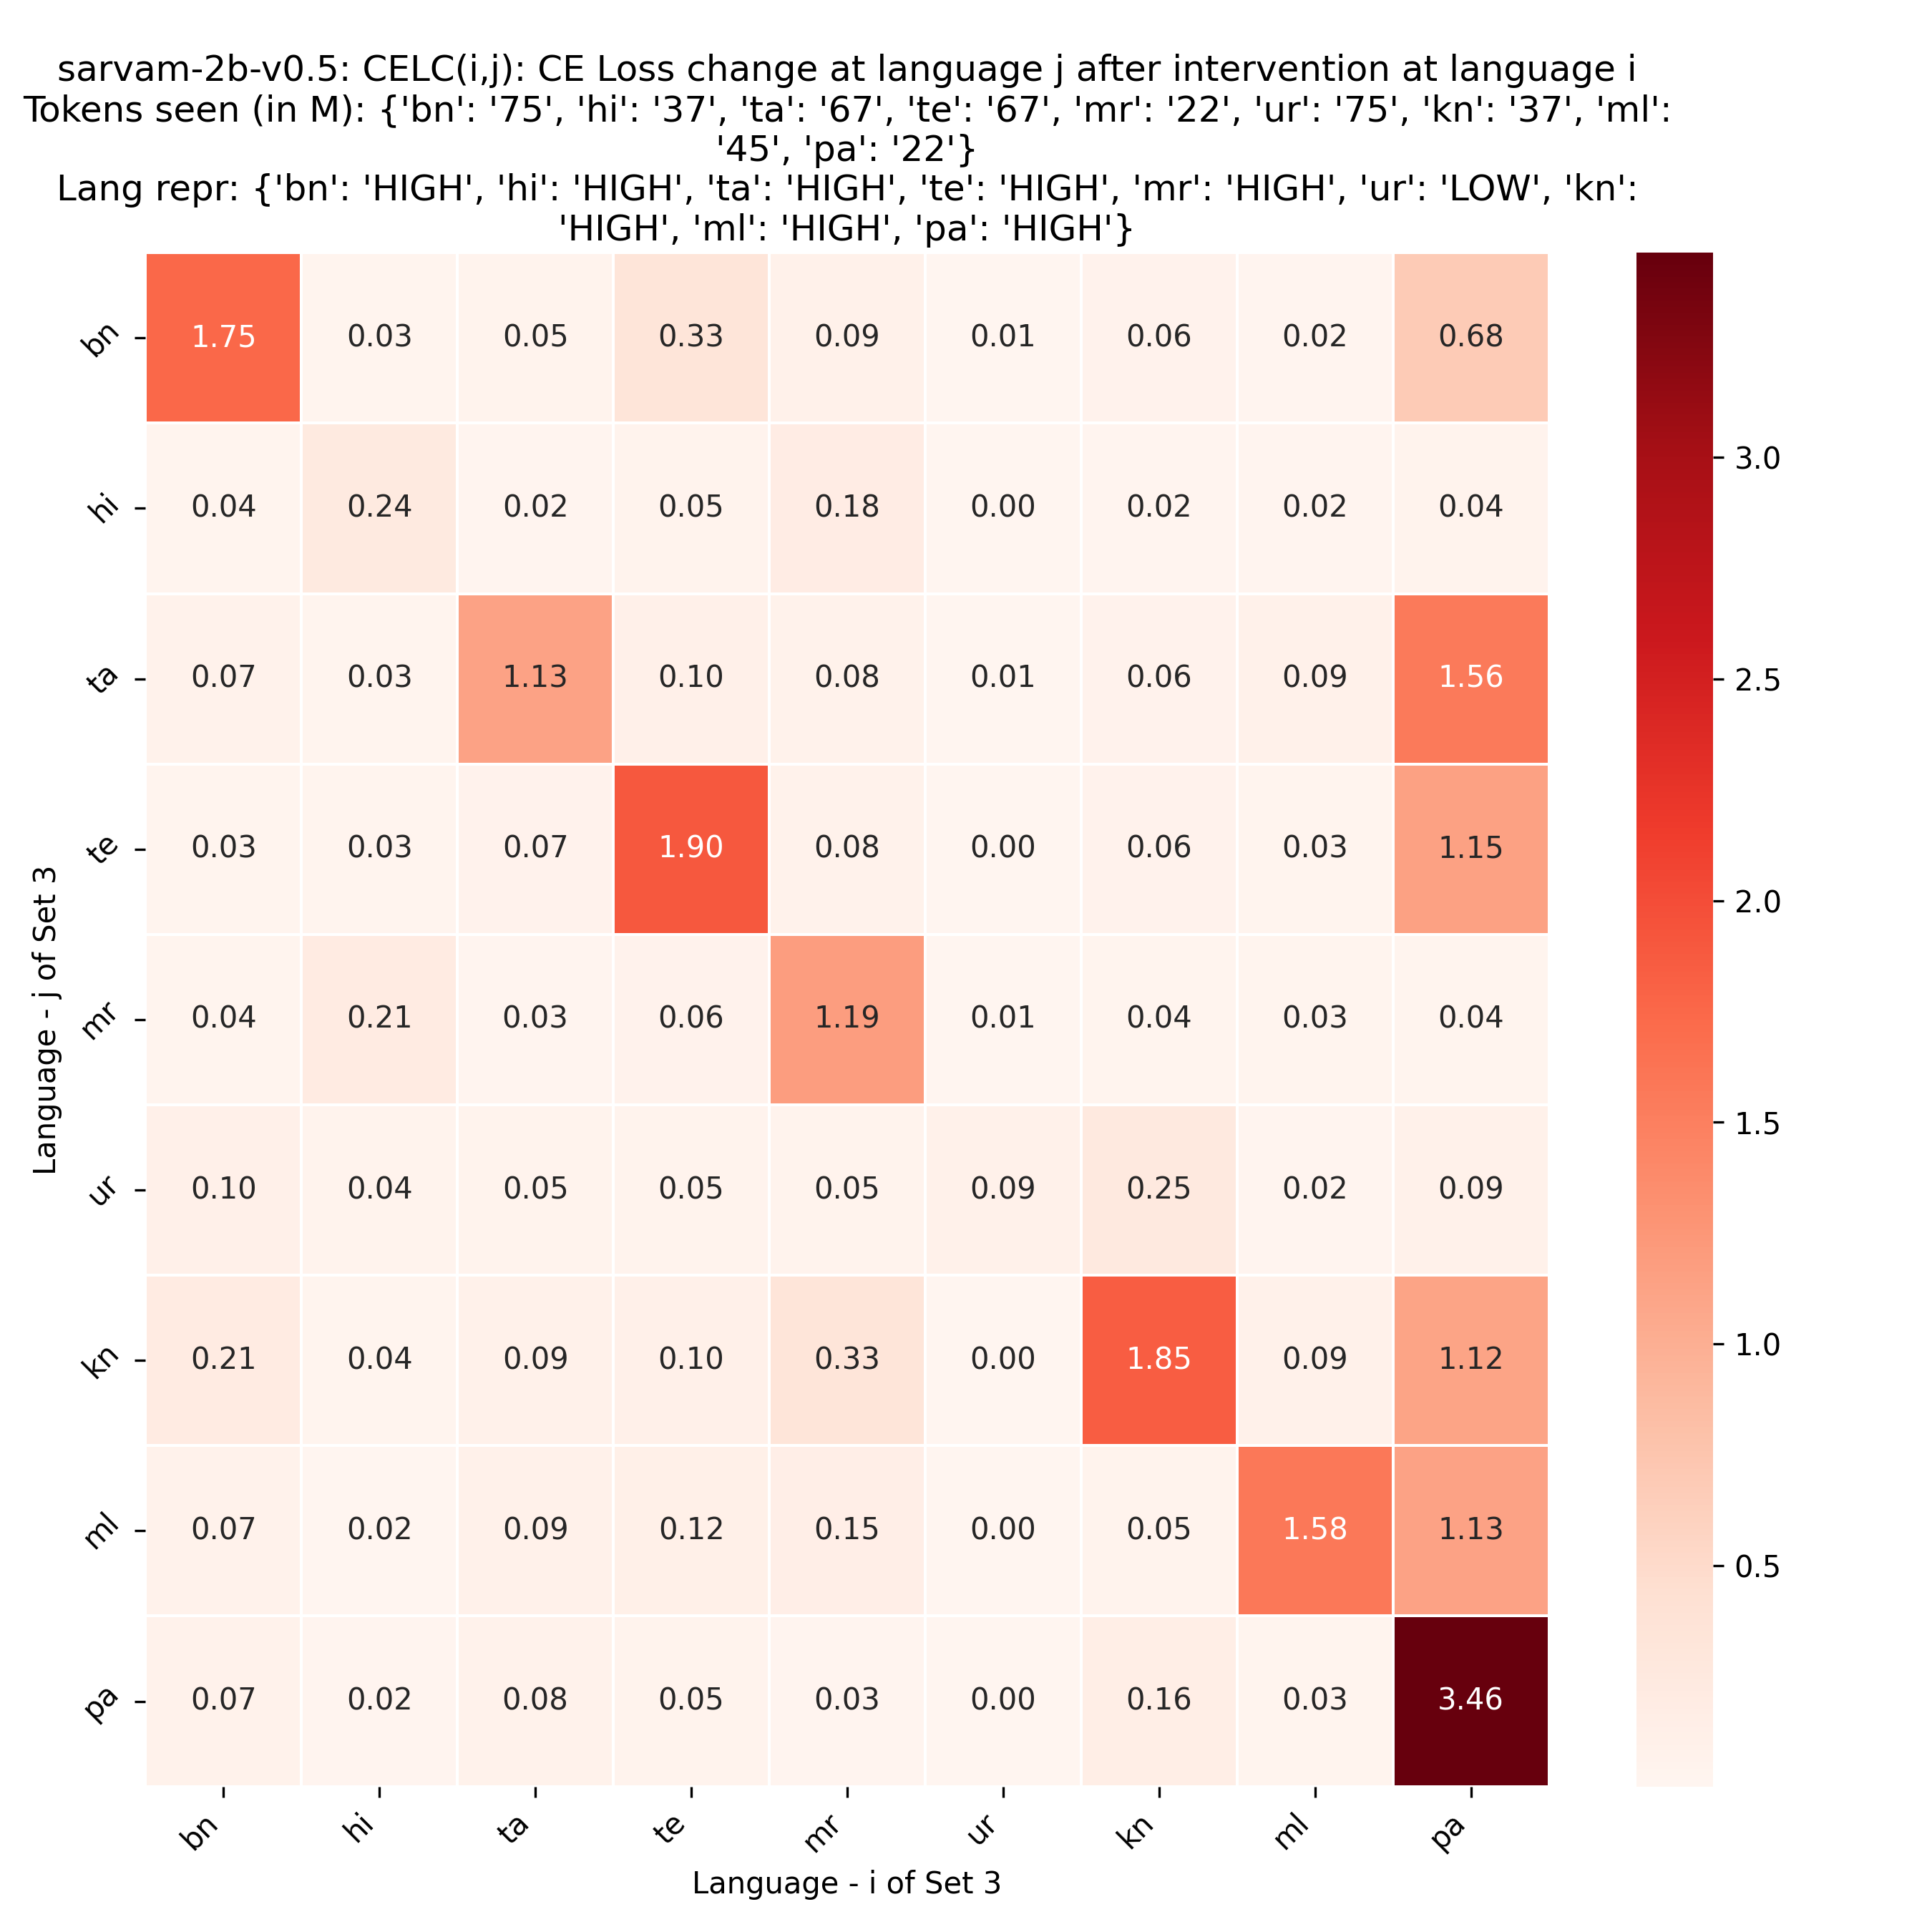 sarvam-2b-v0.5: CELC(i,j): CE Loss change at language j after intervention at language i
Tokens seen (in M): {'bn': '75', 'hi': '37', 'ta': '67', 'te': '67', 'mr': '22', 'ur': '75', 'kn': '37', 'ml':
'45', 'pa': '22'}
Lang repr: {'bn': 'HIGH', 'hi': 'HIGH', 'ta': 'HIGH', 'te': 'HIGH', 'mr': 'HIGH', 'ur': 'LOW', 'kn':
'HIGH', 'ml': 'HIGH', 'pa': 'HIGH'}
bn 1.75 0.03 0.05 0.33 0.09 0.01 0.06 0.02 0.68
hi 0.04 0.24 0.02 0.05 0.18 0.00 0.02 0.02 0.04
ta 0.07 0.03 1.13 0.10 0.08 0.01 0.06 0.09 1.56
te 0.03 0.03 0.07 1.90 0.08 0.00 0.06 0.03 1.15
mr 0.04 0.21 0.03 0.06 1.19 0.01 0.04 0.03 0.04
ur 0.10 0.04 0.05 0.05 0.05 0.09 0.25 0.02 0.09
kn 0.21 0.04 0.09 0.10 0.33 0.00 1.85 0.09 1.12
ml 0.07 0.02 0.09 0.12 0.15 0.00 0.05 1.58 1.13
pa 0.07 0.02 0.08 0.05 0.03 0.00 0.16 0.03 3.46
bn hi ta te mr ur kn ml pa
Language - i of Set 3
Language - j of Set 3
3.0
2.5
2.0
1.5
1.0
0.5